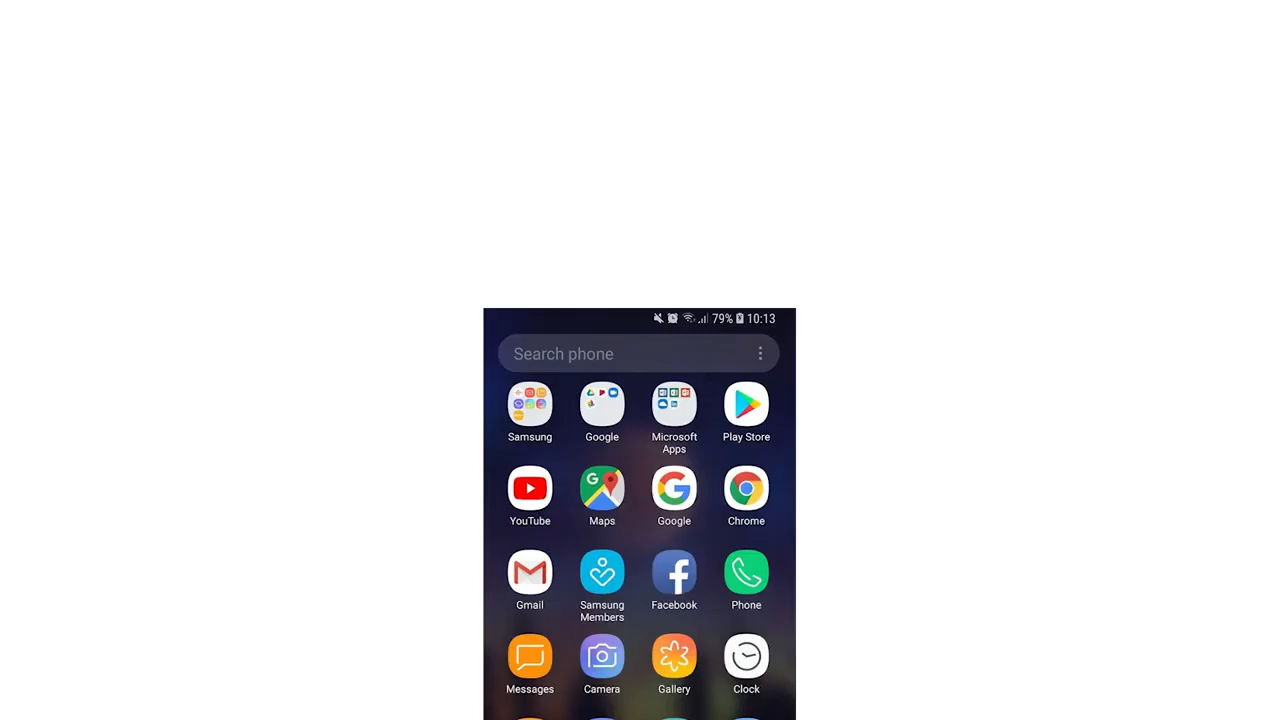 79% 10:13
Search phone
Samsung Google Microsoft Apps Play Store
YouTube Maps Google Chrome
Gmail Samsung Members Facebook Phone
Messages Camera Gallery Clock